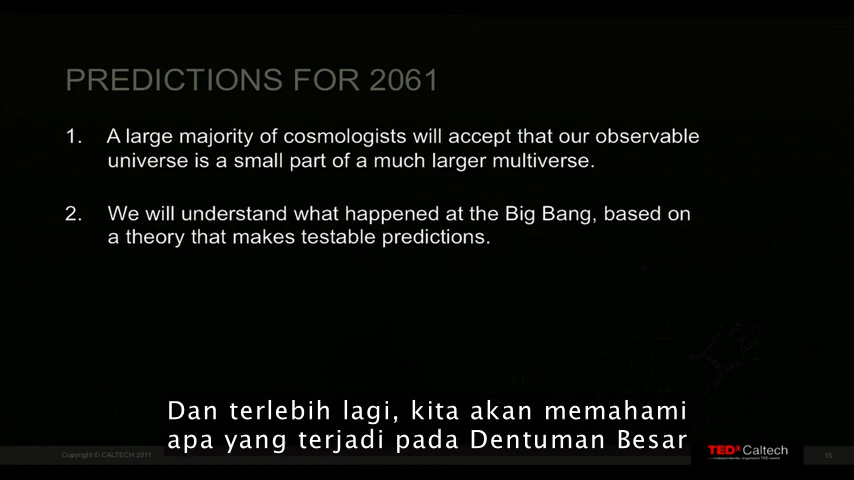 PREDICTIONS FOR 2061
1. A large majority of cosmologists will accept that our observable
universe is a small part of a much larger multiverse.
2. We will understand what happened at the Big Bang, based on
a theory that makes testable predictions.
Dan terlebih lagi, kita akan memahami
apa yang terjadi pada Dentuman Besar
Copyright © CALTECH 2011
TEDxCaltech
15